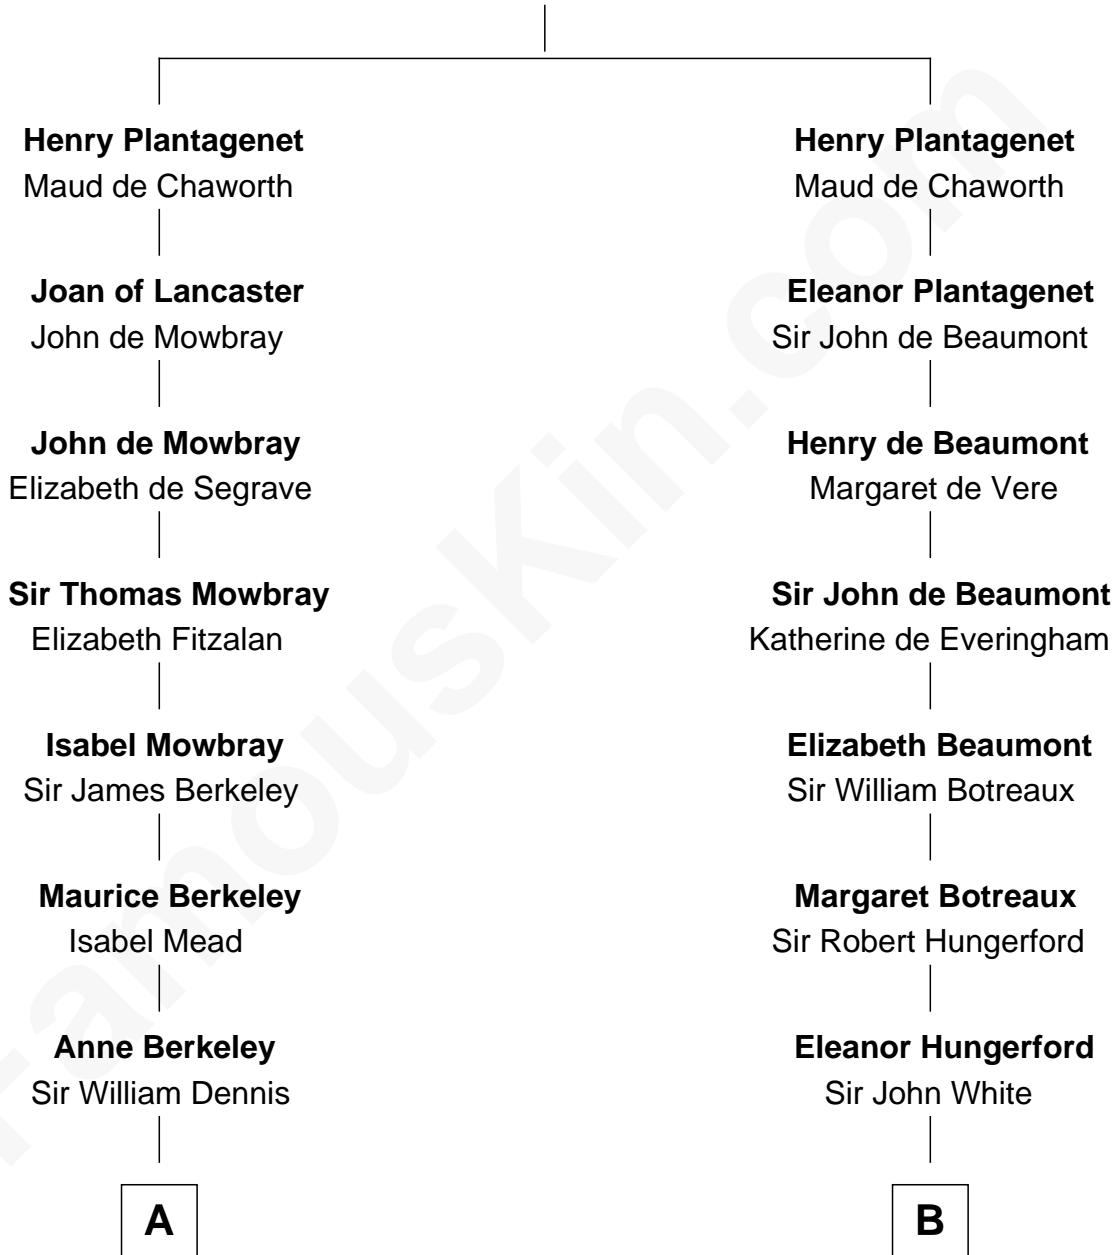 Henry Plantagenet
Maud de Chaworth
Joan of Lancaster
John de Mowbray
John de Mowbray
Elizabeth de Segrave
Sir Thomas Mowbray
Elizabeth Fitzalan
Isabel Mowbray
Sir James Berkeley
Maurice Berkeley
Isabel Mead
Anne Berkeley
Sir William Dennis
A
Henry Plantagenet
Maud de Chaworth
Eleanor Plantagenet
Sir John de Beaumont
Henry de Beaumont
Margaret de Vere
Sir John de Beaumont
Katherine de Everingham
Elizabeth Beaumont
Sir William Botreaux
Margaret Botreaux
Sir Robert Hungerford
Eleanor Hungerford
Sir John White
B
FamousKin.com